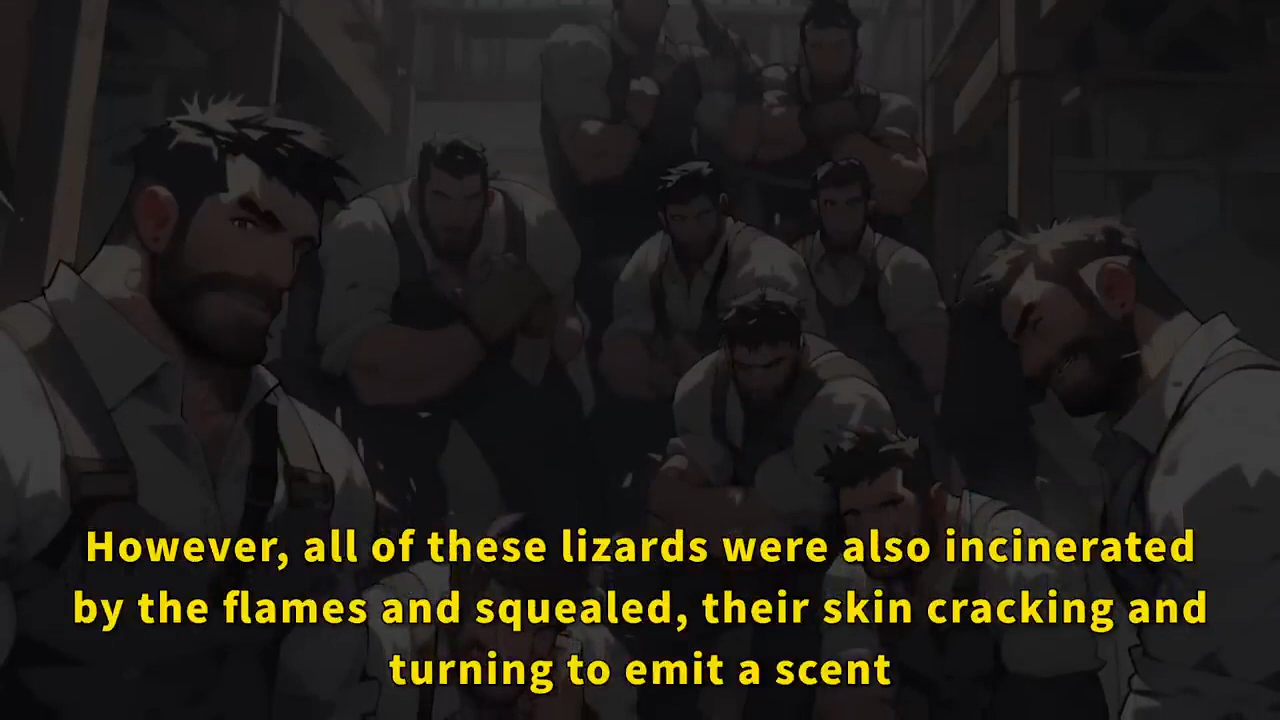 However, all of these lizards were also incinerated
by the flames and squealed, their skin cracking and
turning to emit a scent